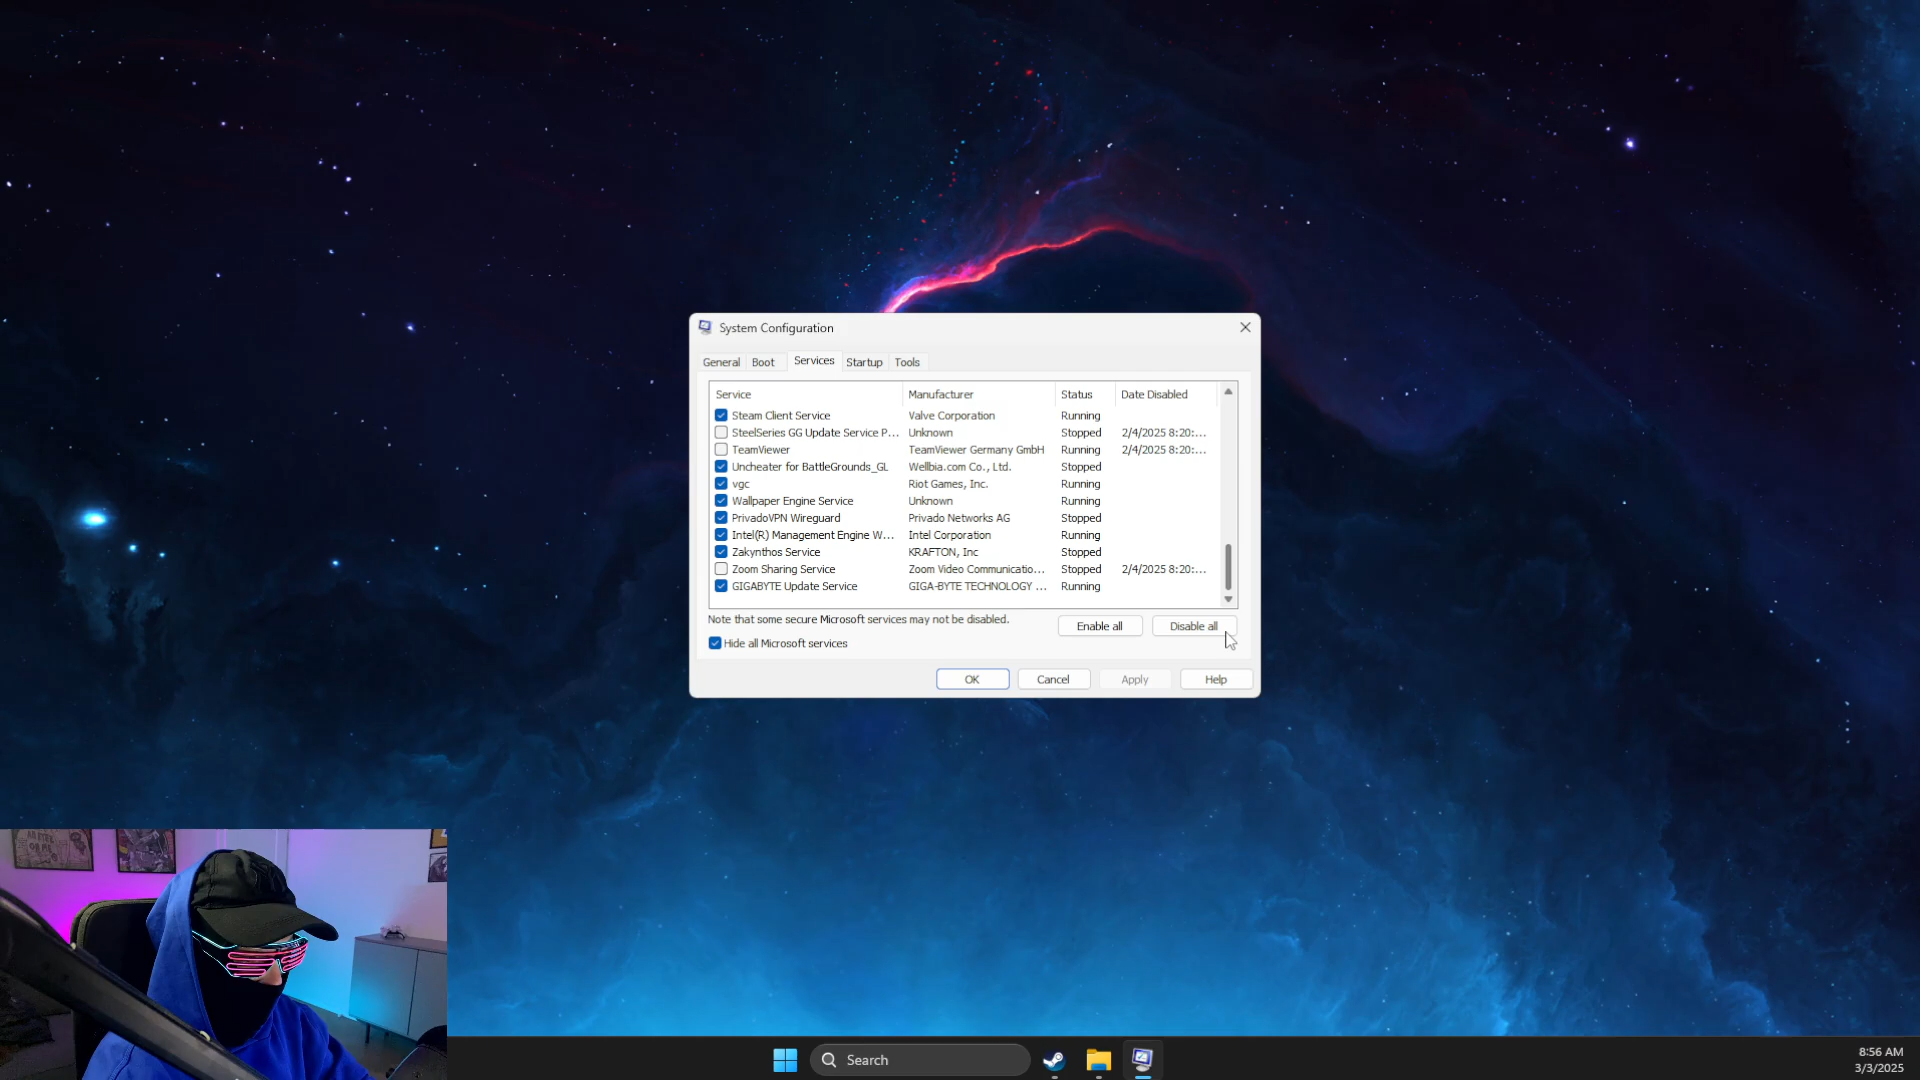 System Configuration
General Boot Services Startup Tools
Service Manufacturer Status Date Disabled
Steam Client Service Valve Corporation Running
SteelSeries GG Update Service P... Unknown Stopped 2/4/2025 8:20:...
TeamViewer TeamViewer Germany GmbH Running 2/4/2025 8:20:...
Uncheater for BattleGrounds_GL Wellbia.com Co., Ltd. Stopped
vgc Riot Games, Inc. Running
Wallpaper Engine Service Unknown Running
PrivadoVPN Wireguard Privado Networks AG Stopped
Intel(R) Management Engine W... Intel Corporation Running
Zakynthos Service KRAFTON, Inc Stopped
Zoom Sharing Service Zoom Video Communicatio... Stopped 2/4/2025 8:20:...
GIGABYTE Update Service GIGA-BYTE TECHNOLOGY ... Running
Note that some secure Microsoft services may not be disabled.
Enable all Disable all
Hide all Microsoft services
OK Cancel Apply Help
Search
8:56 AM
3/3/2025